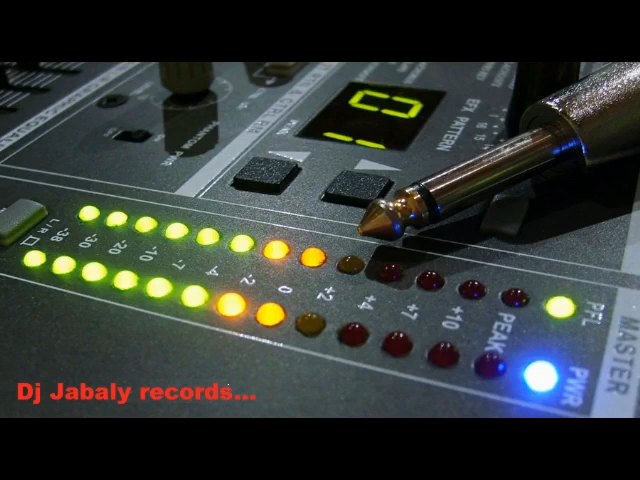 10
EFX PATTERN
PHANTOM PWR
L/R
-38
-30
-20
-10
-7
-4
-2
0
+2
+4
+7
+10
PEAK
PFL
PWR
MASTER
Dj Jabaly records...